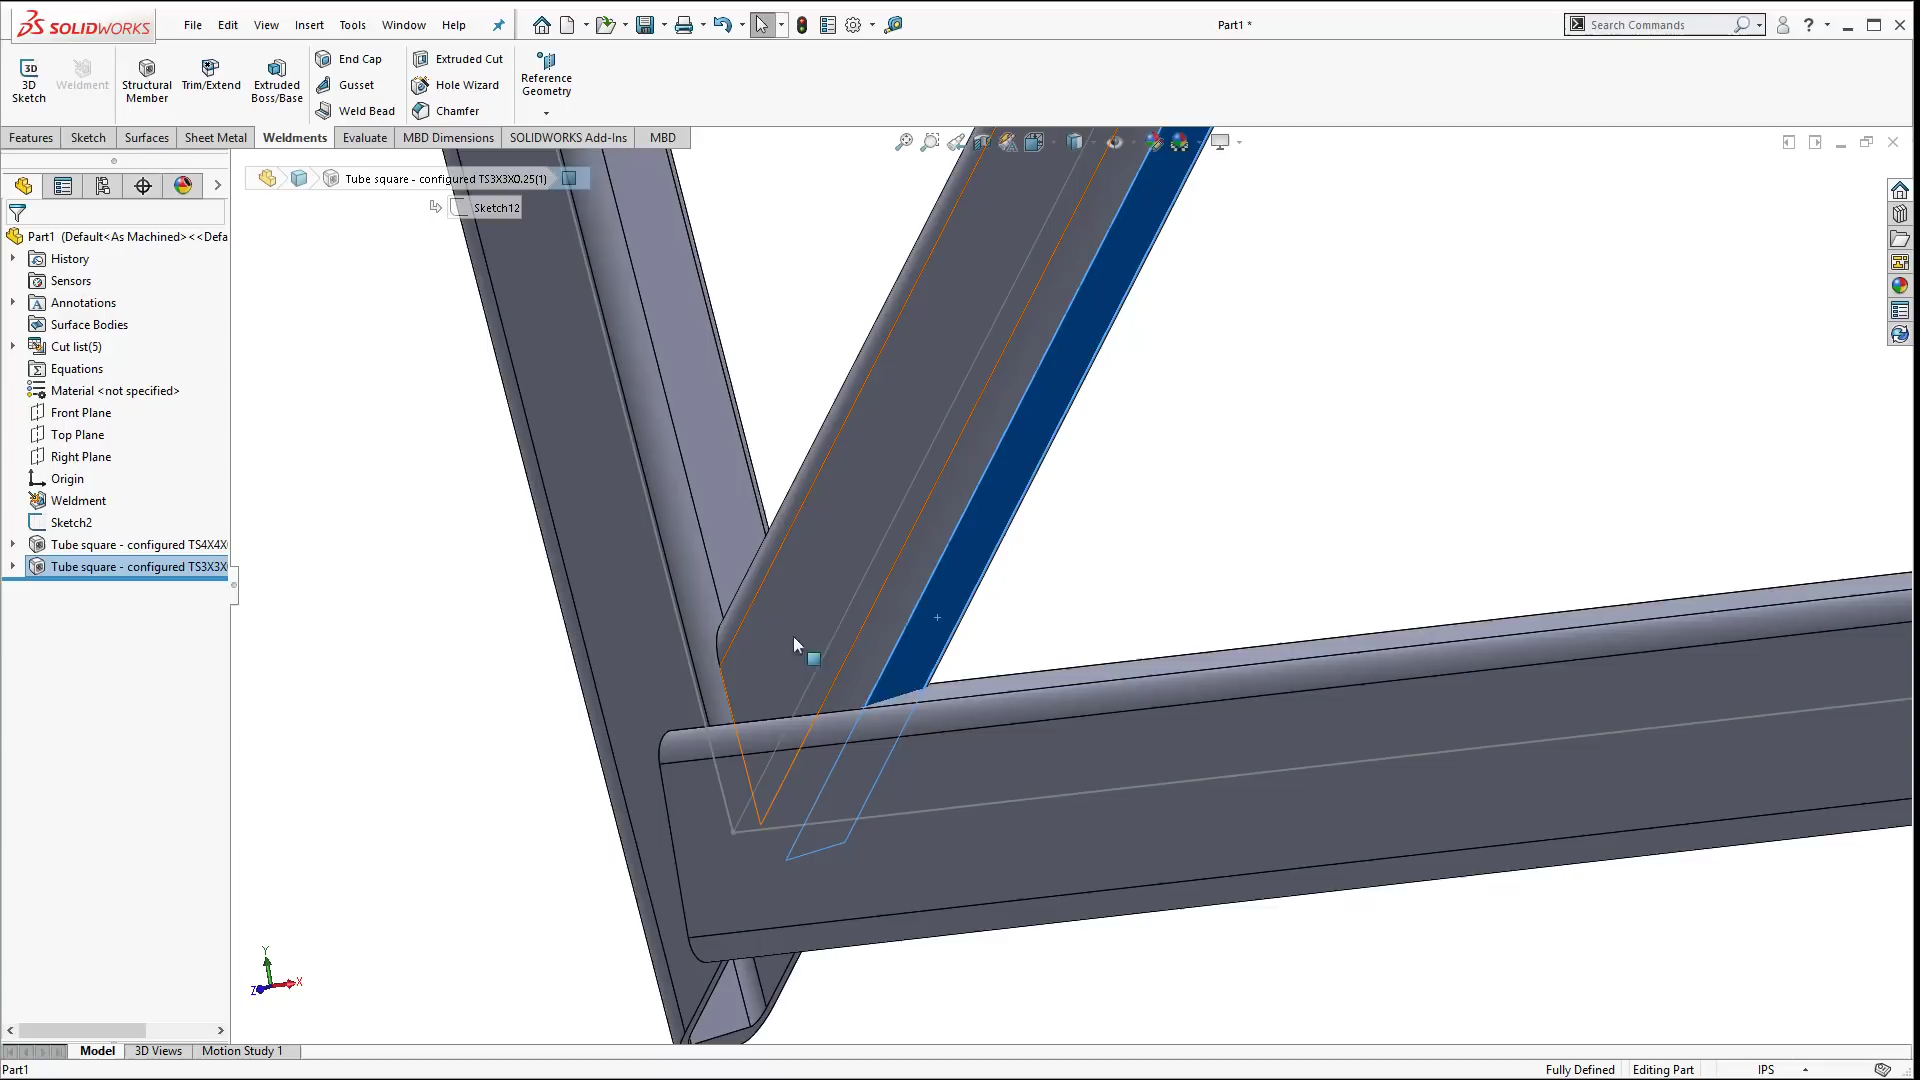 SOLIDWORKS File Edit View Insert Tools Window Help Part1 * Search Commands ?
3D Sketch
Weldment
Structural Member
Trim/Extend
Extruded Boss/Base
End Cap
Gusset
Weld Bead
Extruded Cut
Hole Wizard
Chamfer
Reference Geometry
Features Sketch Surfaces Sheet Metal Weldments Evaluate MBD Dimensions SOLIDWORKS Add-Ins MBD
Tube square - configured TS3X3X0.25(1)
Sketch12
Part1 (Default<As Machined><<Defa
History
Sensors
Annotations
Surface Bodies
Cut list(5)
Equations
Material <not specified>
Front Plane
Top Plane
Right Plane
Origin
Weldment
Sketch2
Tube square - configured TS4X4X
Tube square - configured TS3X3X
Y
X
Z
Model 3D Views Motion Study 1
Part1 Fully Defined Editing Part IPS